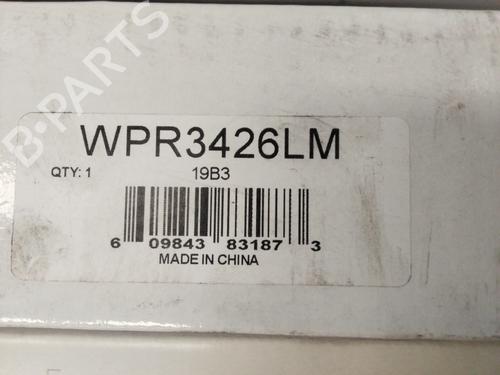 B-PARTS
WPR3426LM
QTY: 1 19B3
6 09843 83187 3
MADE IN CHINA